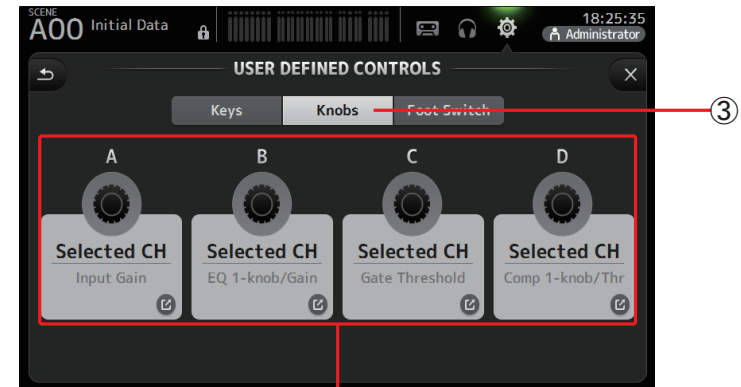 SCENE
A00 Initial Data
18:25:35
Administrator
USER DEFINED CONTROLS
Keys
Knobs
Foot Switch
③
A
B
C
D
Selected CH
Input Gain
Selected CH
EQ 1-knob/Gain
Selected CH
Gate Threshold
Selected CH
Comp 1-knob/Thr